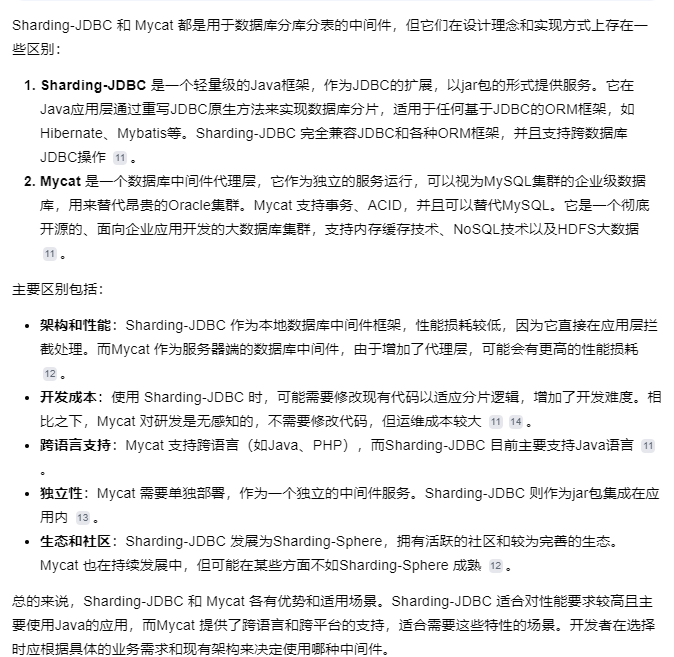 Sharding-JDBC 和 Mycat 都是用于数据库分库分表的中间件，但它们在设计理念和实现方式上存在一
些区别：
1. Sharding-JDBC 是一个轻量级的Java框架，作为JDBC的扩展，以jar包的形式提供服务。它在
Java应用层通过重写JDBC原生方法来实现数据库分片，适用于任何基于JDBC的ORM框架，如
Hibernate、Mybatis等。Sharding-JDBC 完全兼容JDBC和各种ORM框架，并且支持跨数据库
JDBC操作 11 。
2. Mycat 是一个数据库中间件代理层，它作为独立的服务运行，可以视为MySQL集群的企业级数据
库，用来替代昂贵的Oracle集群。Mycat 支持事务、ACID，并且可以替代MySQL。它是一个彻底
开源的、面向企业应用开发的大数据库集群，支持内存缓存技术、NoSQL技术以及HDFS大数据
11 。
主要区别包括：
• 架构和性能：Sharding-JDBC 作为本地数据库中间件框架，性能损耗较低，因为它直接在应用层拦
截处理。而Mycat 作为服务器端的数据库中间件，由于增加了代理层，可能会有更高的性能损耗
12 。
• 开发成本：使用 Sharding-JDBC 时，可能需要修改现有代码以适应分片逻辑，增加了开发难度。相
比之下，Mycat 对研发是无感知的，不需要修改代码，但运维成本较大 11 14 。
• 跨语言支持：Mycat 支持跨语言（如Java、PHP），而Sharding-JDBC 目前主要支持Java语言 11
。
• 独立性：Mycat 需要单独部署，作为一个独立的中间件服务。Sharding-JDBC 则作为jar包集成在应
用内 13 。
• 生态和社区：Sharding-JDBC 发展为Sharding-Sphere，拥有活跃的社区和较为完善的生态。
Mycat 也在持续发展中，但可能在某些方面不如Sharding-Sphere 成熟 12 。
总的来说，Sharding-JDBC 和 Mycat 各有优势和适用场景。Sharding-JDBC 适合对性能要求较高且主
要使用Java的应用，而Mycat 提供了跨语言和跨平台的支持，适合需要这些特性的场景。开发者在选择
时应根据具体的业务需求和现有架构来决定使用哪种中间件。